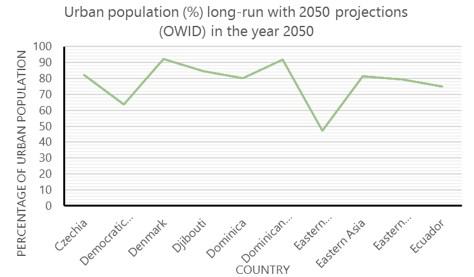 Urban population (%) long-run with 2050 projections
(OWID) in the year 2050
PERCENTAGE OF URBAN POPULATION
100
90
80
70
60
50
40
30
20
10
0
Czechia
Democratic...
Denmark
Djibouti
Dominica
Dominican...
Eastern...
Eastern Asia
Eastern...
Ecuador
COUNTRY